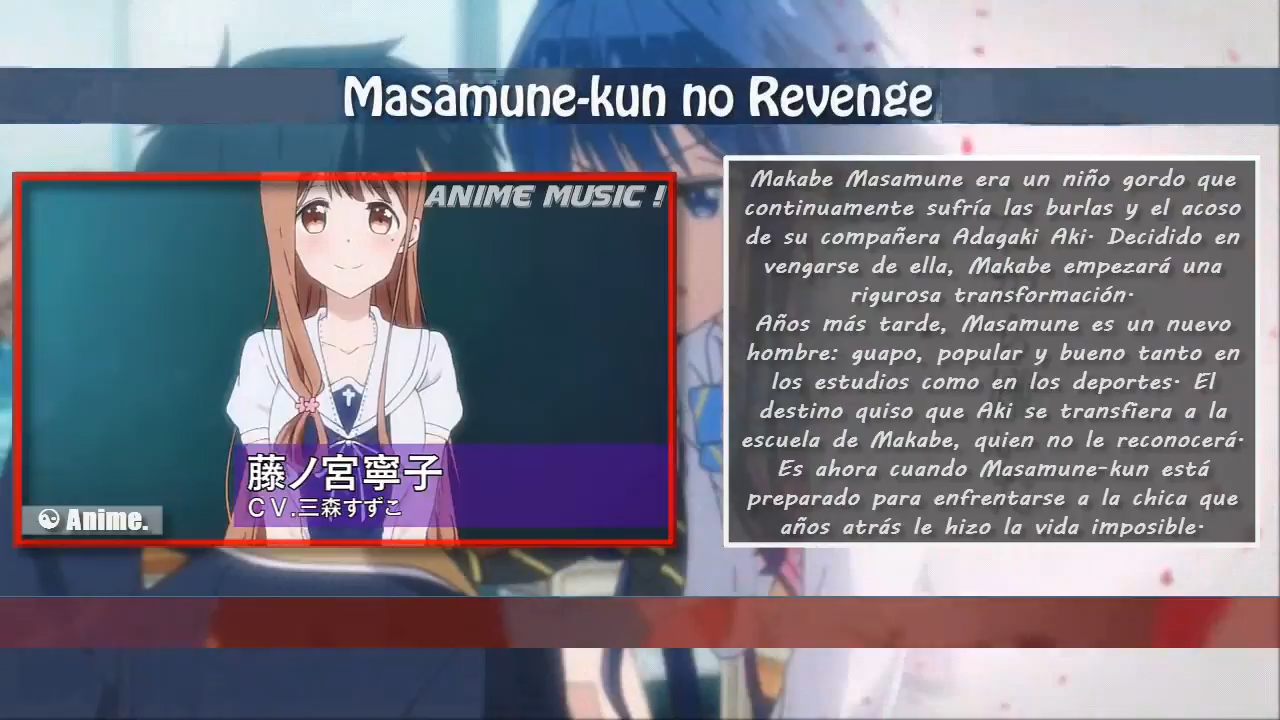 Masamune-kun no Revenge
ANIME MUSIC !
藤ノ宮寧子
CV.三森すずこ
Anime.
Makabe Masamune era un niño gordo que
continuamente sufría las burlas y el acoso
de su compañera Adagaki Aki. Decidido en
vengarse de ella, Makabe empezará una
rigurosa transformación.
Años más tarde, Masamune es un nuevo
hombre: guapo, popular y bueno tanto en
los estudios como en los deportes. El
destino quiso que Aki se transfiera a la
escuela de Makabe, quien no le reconocerá.
Es ahora cuando Masamume-kun está
preparado para enfrentarse a la chica que
años atrás le hizo la vida imposible.